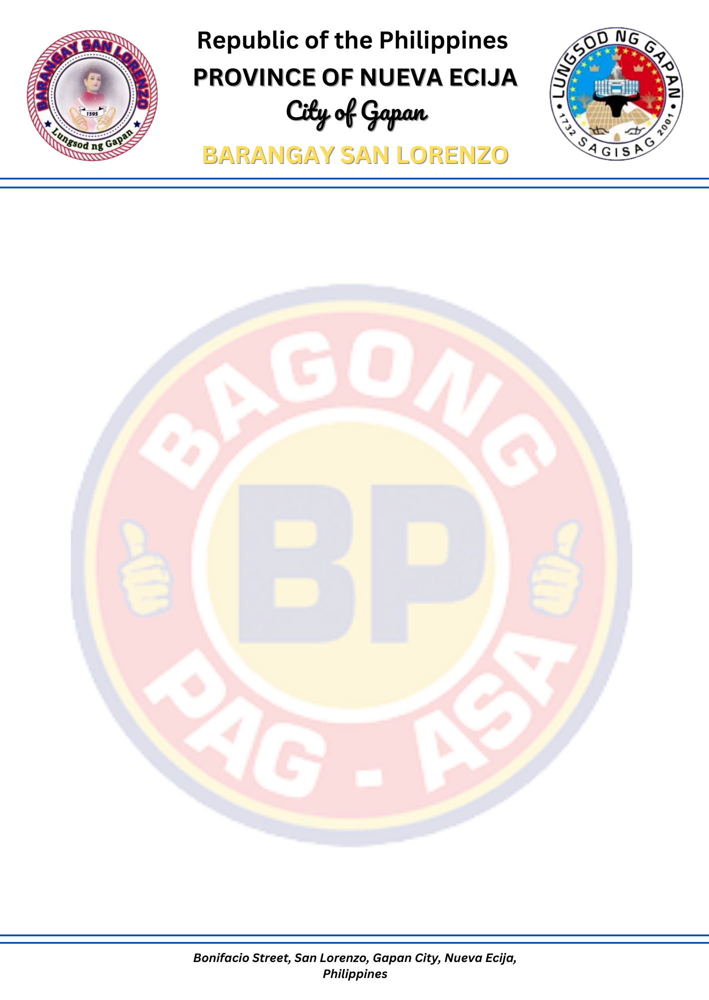 BARANGAY SAN LORENZO
1595
Lungsod ng Gapan
Republic of the Philippines
PROVINCE OF NUEVA ECIJA
City of Gapan
BARANGAY SAN LORENZO
LUNGSOD NG GAPAN
1732 SAGISAG 2001
BAGONG
BP
PAG - ASA
Bonifacio Street, San Lorenzo, Gapan City, Nueva Ecija,
Philippines